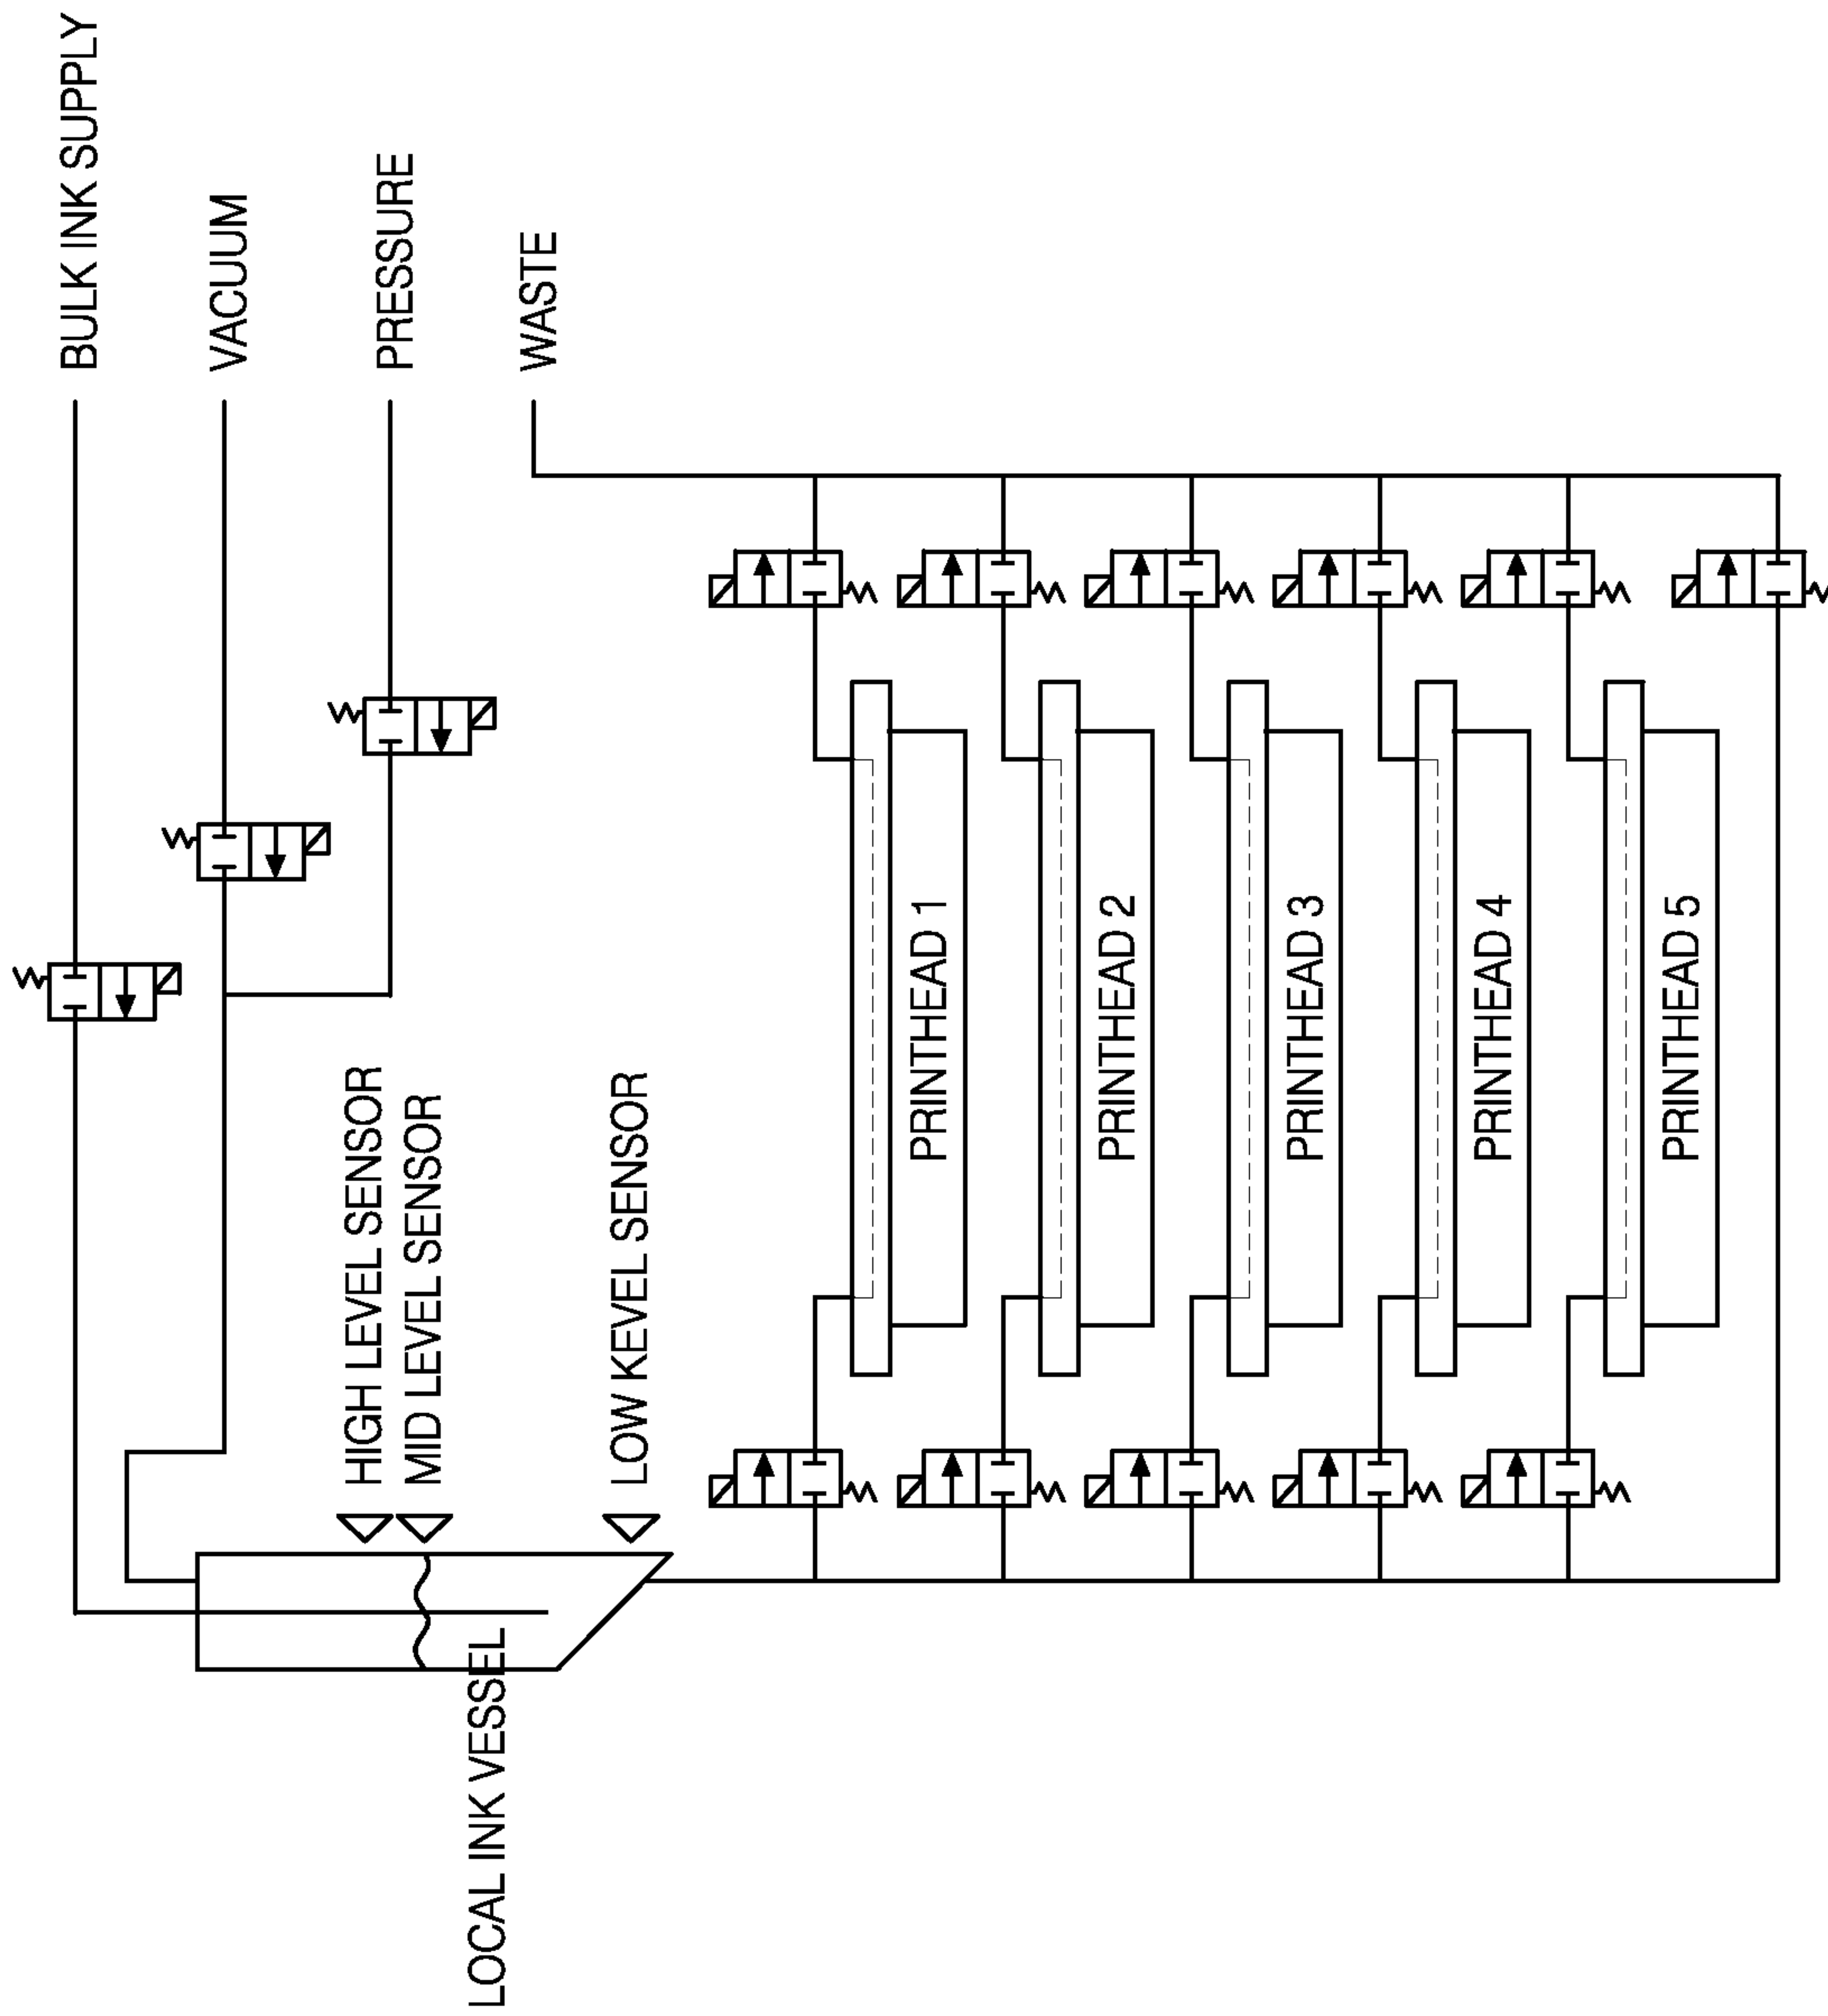 BULK INK SUPPLY
VACUUM
PRESSURE
WASTE
HIGH LEVEL SENSOR
MID LEVEL SENSOR
LOW KEVEL SENSOR
LOCAL INK VESSEL
PRINTHEAD 1
PRINTHEAD 2
PRINTHEAD 3
PRINTHEAD 4
PRINTHEAD 5